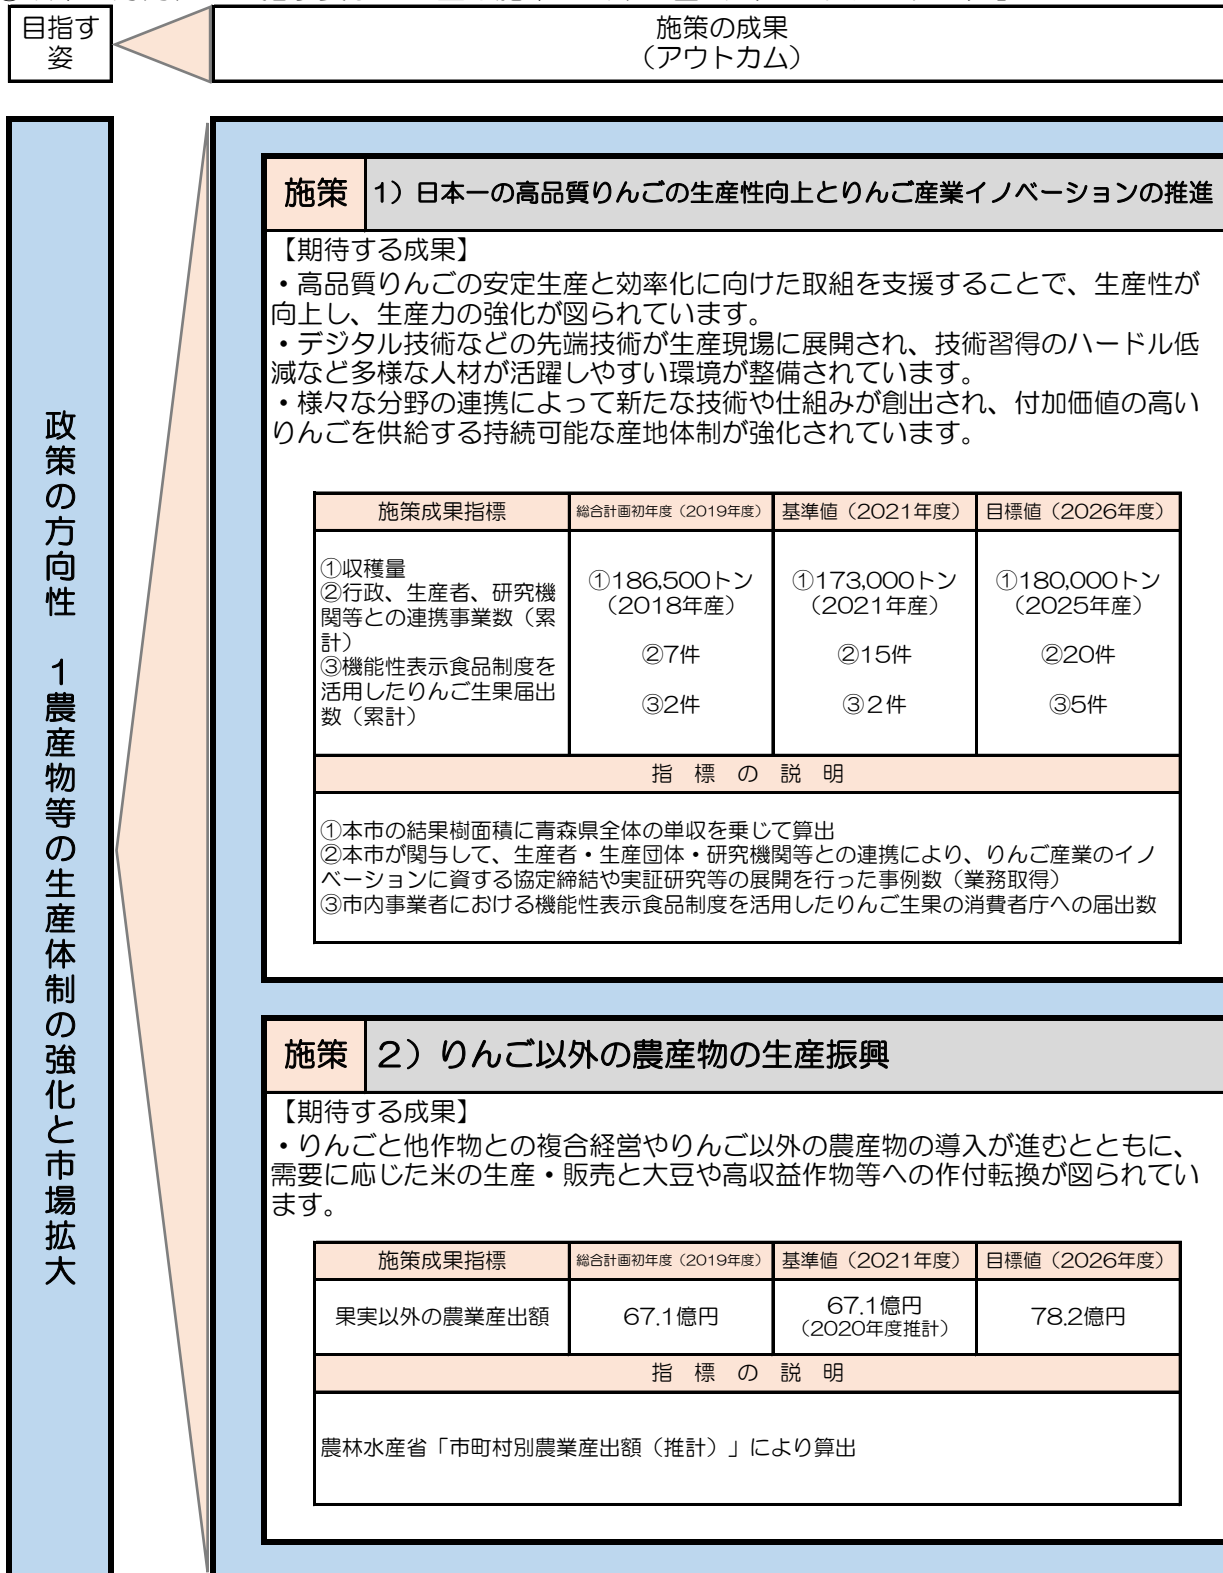 目指す
姿
施策の成果
（アウトカム）
政策の方向性　1農産物等の生産体制の強化と市場拡大
施策
1）日本一の高品質りんごの生産性向上とりんご産業イノベーションの推進
【期待する成果】
・高品質りんごの安定生産と効率化に向けた取組を支援することで、生産性が
向上し、生産力の強化が図られています。
・デジタル技術などの先端技術が生産現場に展開され、技術習得のハードル低
減など多様な人材が活躍しやすい環境が整備されています。
・様々な分野の連携によって新たな技術や仕組みが創出され、付加価値の高い
りんごを供給する持続可能な産地体制が強化されています。
施策成果指標
総合計画初年度（2019年度）
基準値（2021年度）
目標値（2026年度）
①収穫量
②行政、生産者、研究機
関等との連携事業数（累
計）
③機能性表示食品制度を
活用したりんご生果届出
数（累計）
①186,500トン
（2018年産）
②7件
③2件
①173,000トン
（2021年産）
②15件
③２件
①180,000トン
（2025年産）
②20件
③5件
指　標　の　説　明
①本市の結果樹面積に青森県全体の単収を乗じて算出
②本市が関与して、生産者・生産団体・研究機関等との連携により、りんご産業のイノ
ベーションに資する協定締結や実証研究等の展開を行った事例数（業務取得）
③市内事業者における機能性表示食品制度を活用したりんご生果の消費者庁への届出数
施策
２）りんご以外の農産物の生産振興
【期待する成果】
・りんごと他作物との複合経営やりんご以外の農産物の導入が進むとともに、
需要に応じた米の生産・販売と大豆や高収益作物等への作付転換が図られてい
ます。
施策成果指標
総合計画初年度（2019年度）
基準値（2021年度）
目標値（2026年度）
果実以外の農業産出額
67.1億円
67.1億円
（2020年度推計）
78.2億円
指　標　の　説　明
農林水産省「市町村別農業産出額（推計）」により算出